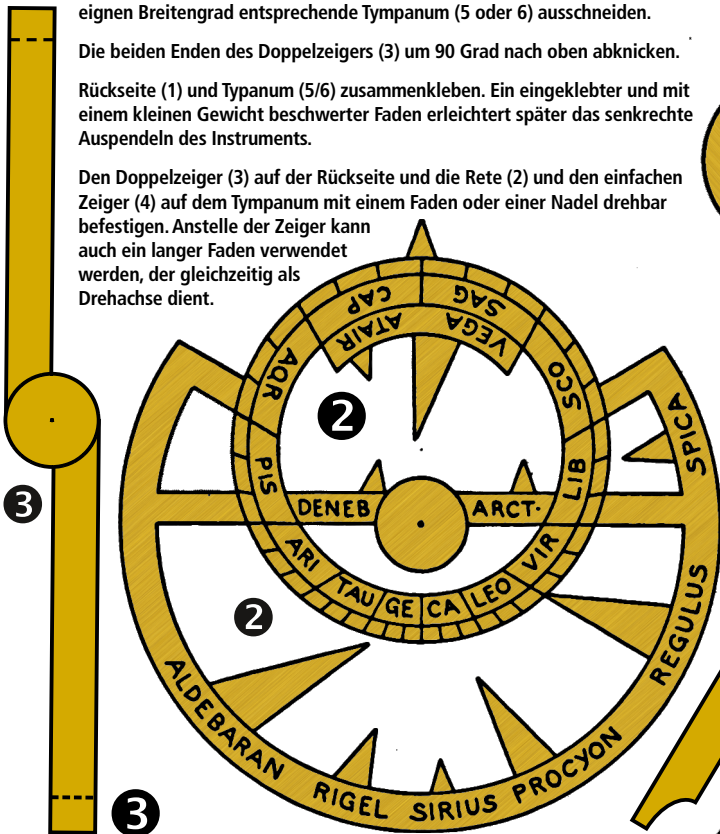 eignen Breitengrad entsprechende Tympanum (5 oder 6) ausschneiden.
Die beiden Enden des Doppelzeigers (3) um 90 Grad nach oben abknicken.
Rückseite (1) und Typanum (5/6) zusammenkleben. Ein eingeklebter und mit
einem kleinen Gewicht beschwerter Faden erleichtert später das senkrechte
Auspendeln des Instruments.
Den Doppelzeiger (3) auf der Rückseite und die Rete (2) und den einfachen
Zeiger (4) auf dem Tympanum mit einem Faden oder einer Nadel drehbar
befestigen. Anstelle der Zeiger kann
auch ein langer Faden verwendet
werden, der gleichzeitig als
Drehachse dient.
CAP
SAG
ATAIR
VEGA
AQR
SCO
2
SPICA
PIS
LIB
3
DENEB
ARCT·
ARI
VIR
TAU
GE
CA
LEO
2
REGULUS
ALDEBARAN
RIGEL
SIRIUS
PROCYON
3